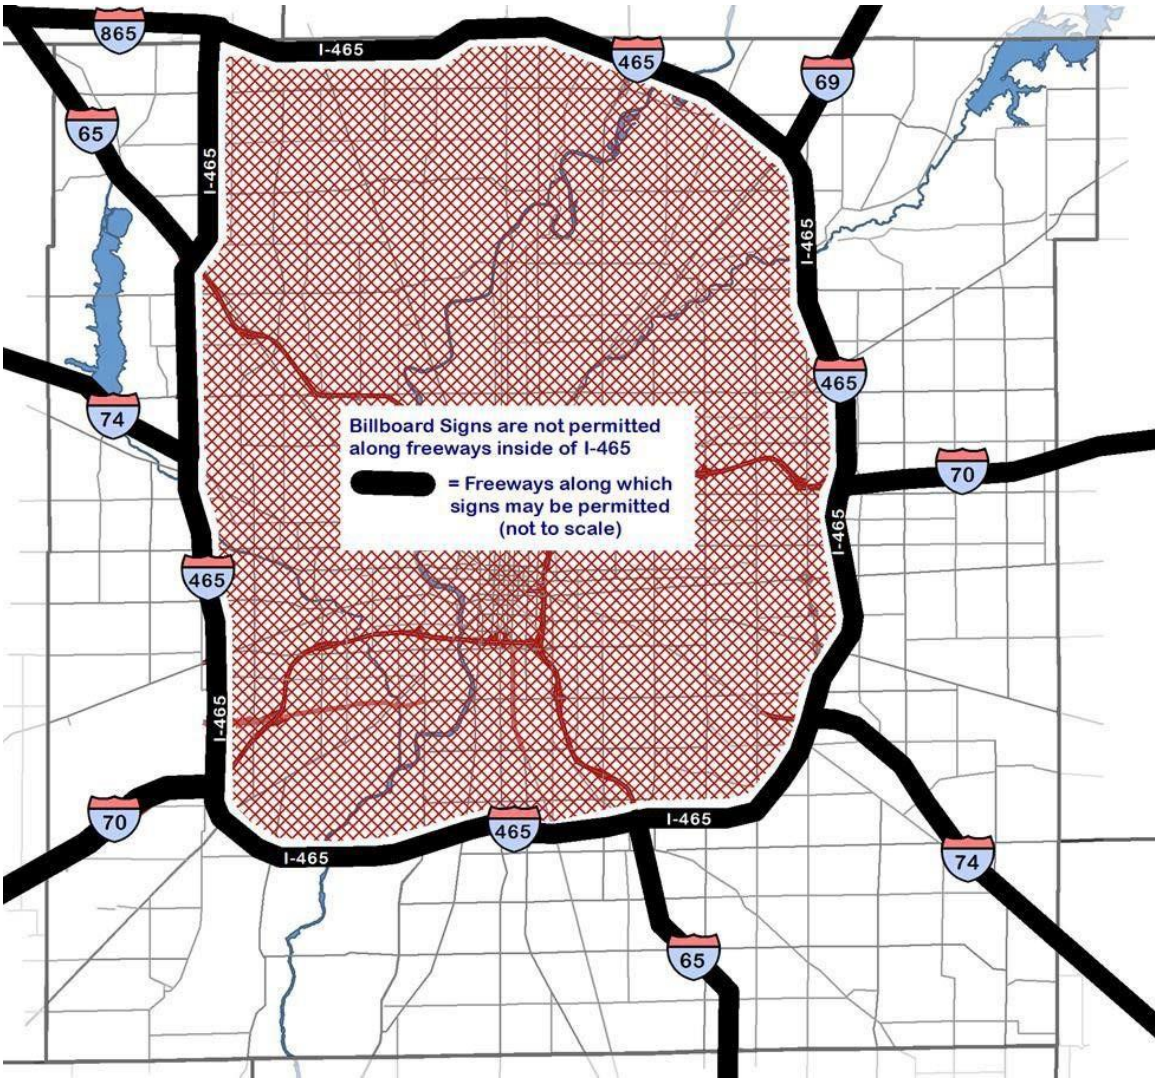 865
I-465
465
69
65
I-465
I-465
74
465
Billboard Signs are not permitted
along freeways inside of I-465
= Freeways along which
signs may be permitted
(not to scale)
70
I-465
465
I-465
70
465
I-465
I-465
74
65